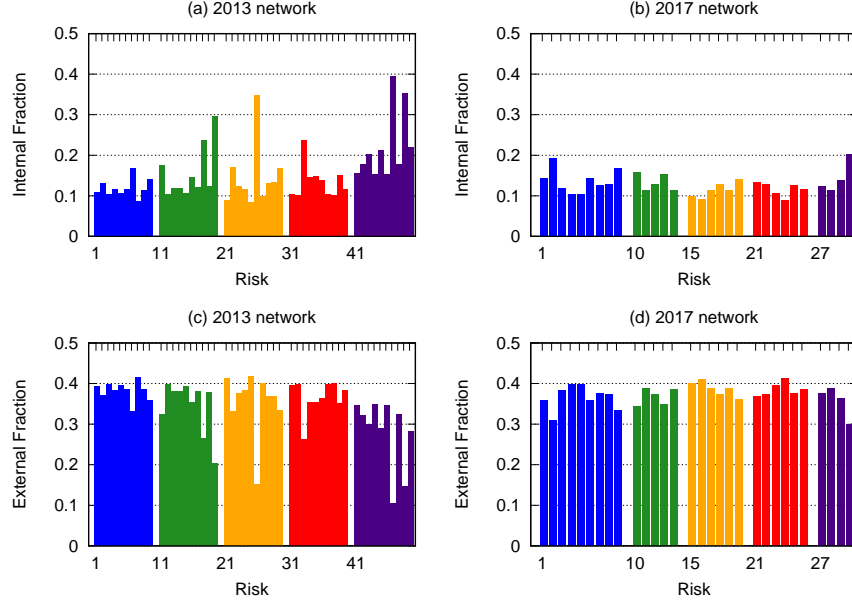 (a) 2013 network
0.5
0.4
0.3
0.2
0.1
0
Internal Fraction
1 11 21 31 41
Risk
(b) 2017 network
0.5
0.4
0.3
0.2
0.1
0
Internal Fraction
1 10 15 21 27
Risk
(c) 2013 network
0.5
0.4
0.3
0.2
0.1
0
External Fraction
1 11 21 31 41
Risk
(d) 2017 network
0.5
0.4
0.3
0.2
0.1
0
External Fraction
1 10 15 21 27
Risk